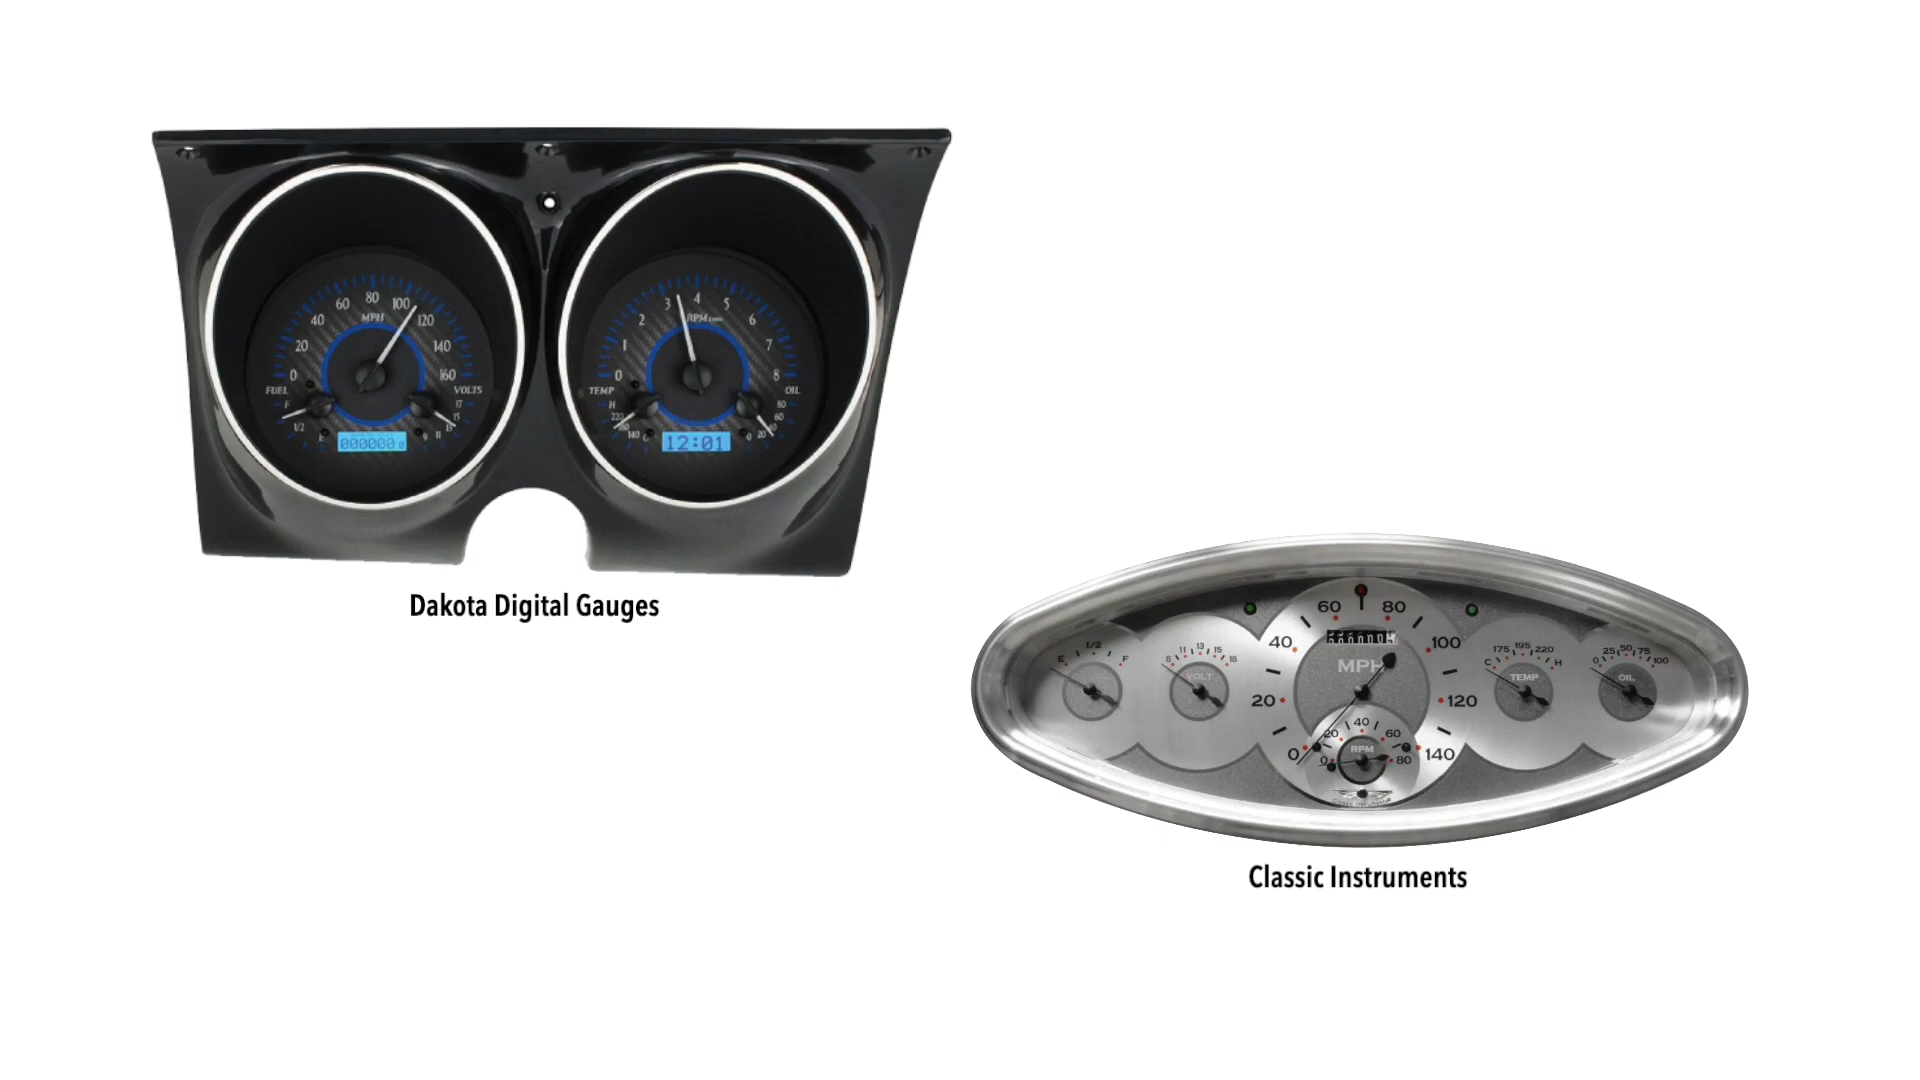 60 80 100
40 MPH 120
20 140
0 160
FUEL VOLTS
F 17
1/2 15
E 9 11 13
000000 0
3 4 5
2 RPM x1000 6
1 7
0 8
TEMP OIL
H 80
220 60
140 C 0 20 40
12:01
Dakota Digital Gauges
60 80
40 100
MPH
20 120
0 140
E 1/2 F
8 11 13 15 18
VOLT
20 40 60
0 RPM 80
175 195 220
C H
TEMP
0 25 50 75 100
OIL
Classic Instruments